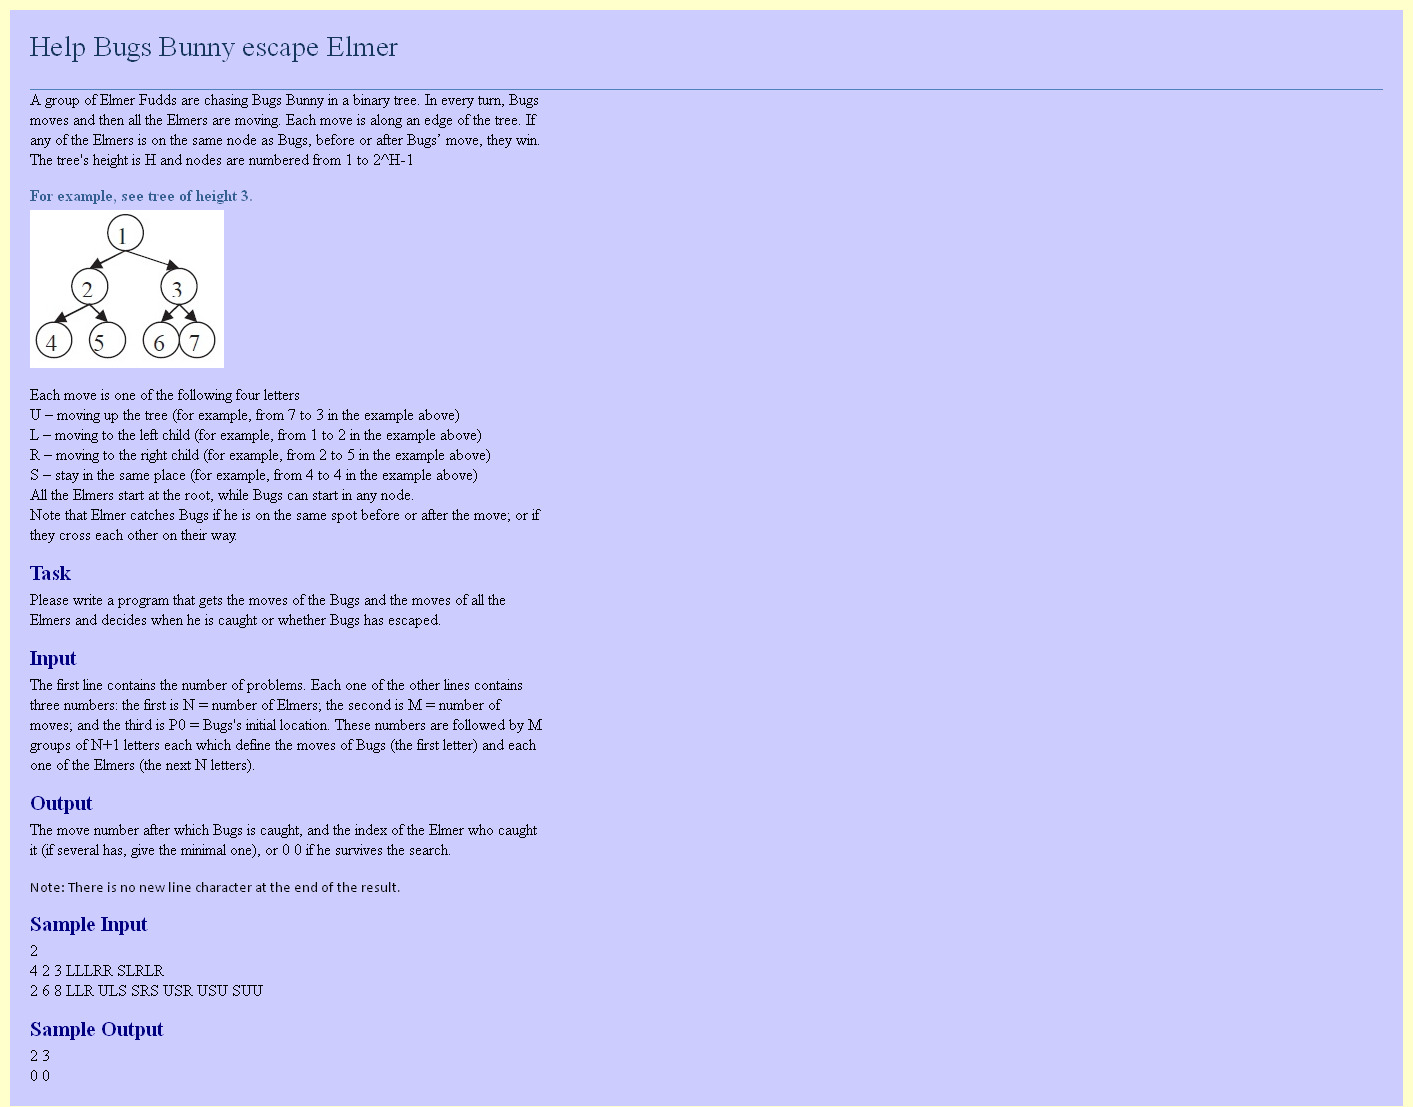 Help Bugs Bunny escape Elmer
A group of Elmer Fudds are chasing Bugs Bunny in a binary tree. In every turn, Bugs
moves and then all the Elmers are moving. Each move is along an edge of the tree. If
any of the Elmers is on the same node as Bugs, before or after Bugs’ move, they win.
The tree's height is H and nodes are numbered from 1 to 2^H-1
For example, see tree of height 3.
1
2 3
4 5 6 7
Each move is one of the following four letters
U – moving up the tree (for example, from 7 to 3 in the example above)
L – moving to the left child (for example, from 1 to 2 in the example above)
R – moving to the right child (for example, from 2 to 5 in the example above)
S – stay in the same place (for example, from 4 to 4 in the example above)
All the Elmers start at the root, while Bugs can start in any node.
Note that Elmer catches Bugs if he is on the same spot before or after the move; or if
they cross each other on their way.
Task
Please write a program that gets the moves of the Bugs and the moves of all the
Elmers and decides when he is caught or whether Bugs has escaped.
Input
The first line contains the number of problems. Each one of the other lines contains
three numbers: the first is N = number of Elmers; the second is M = number of
moves; and the third is P0 = Bugs's initial location. These numbers are followed by M
groups of N+1 letters each which define the moves of Bugs (the first letter) and each
one of the Elmers (the next N letters).
Output
The move number after which Bugs is caught, and the index of the Elmer who caught
it (if several has, give the minimal one), or 0 0 if he survives the search.
Note: There is no new line character at the end of the result.
Sample Input
2
4 2 3 LLLRR SLRLR
2 6 8 LLR ULS SRS USR USU SUU
Sample Output
2 3
0 0